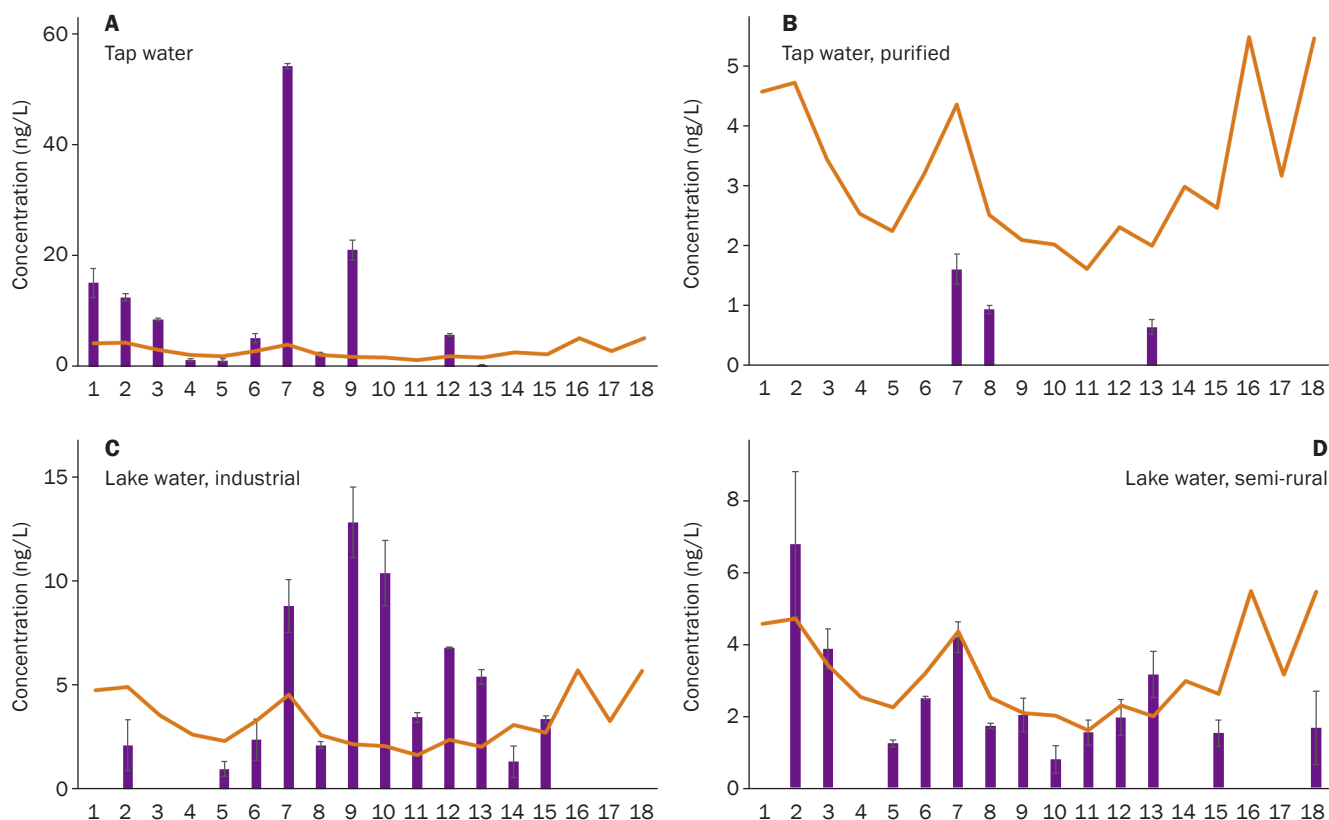 A
Tap water
Concentration (ng/L)
60
40
20
0
1 2 3 4 5 6 7 8 9 10 11 12 13 14 15 16 17 18
B
Tap water, purified
Concentration (ng/L)
5
4
3
2
1
0
1 2 3 4 5 6 7 8 9 10 11 12 13 14 15 16 17 18
C
Lake water, industrial
Concentration (ng/L)
15
10
5
0
1 2 3 4 5 6 7 8 9 10 11 12 13 14 15 16 17 18
D
Lake water, semi-rural
Concentration (ng/L)
8
6
4
2
0
1 2 3 4 5 6 7 8 9 10 11 12 13 14 15 16 17 18